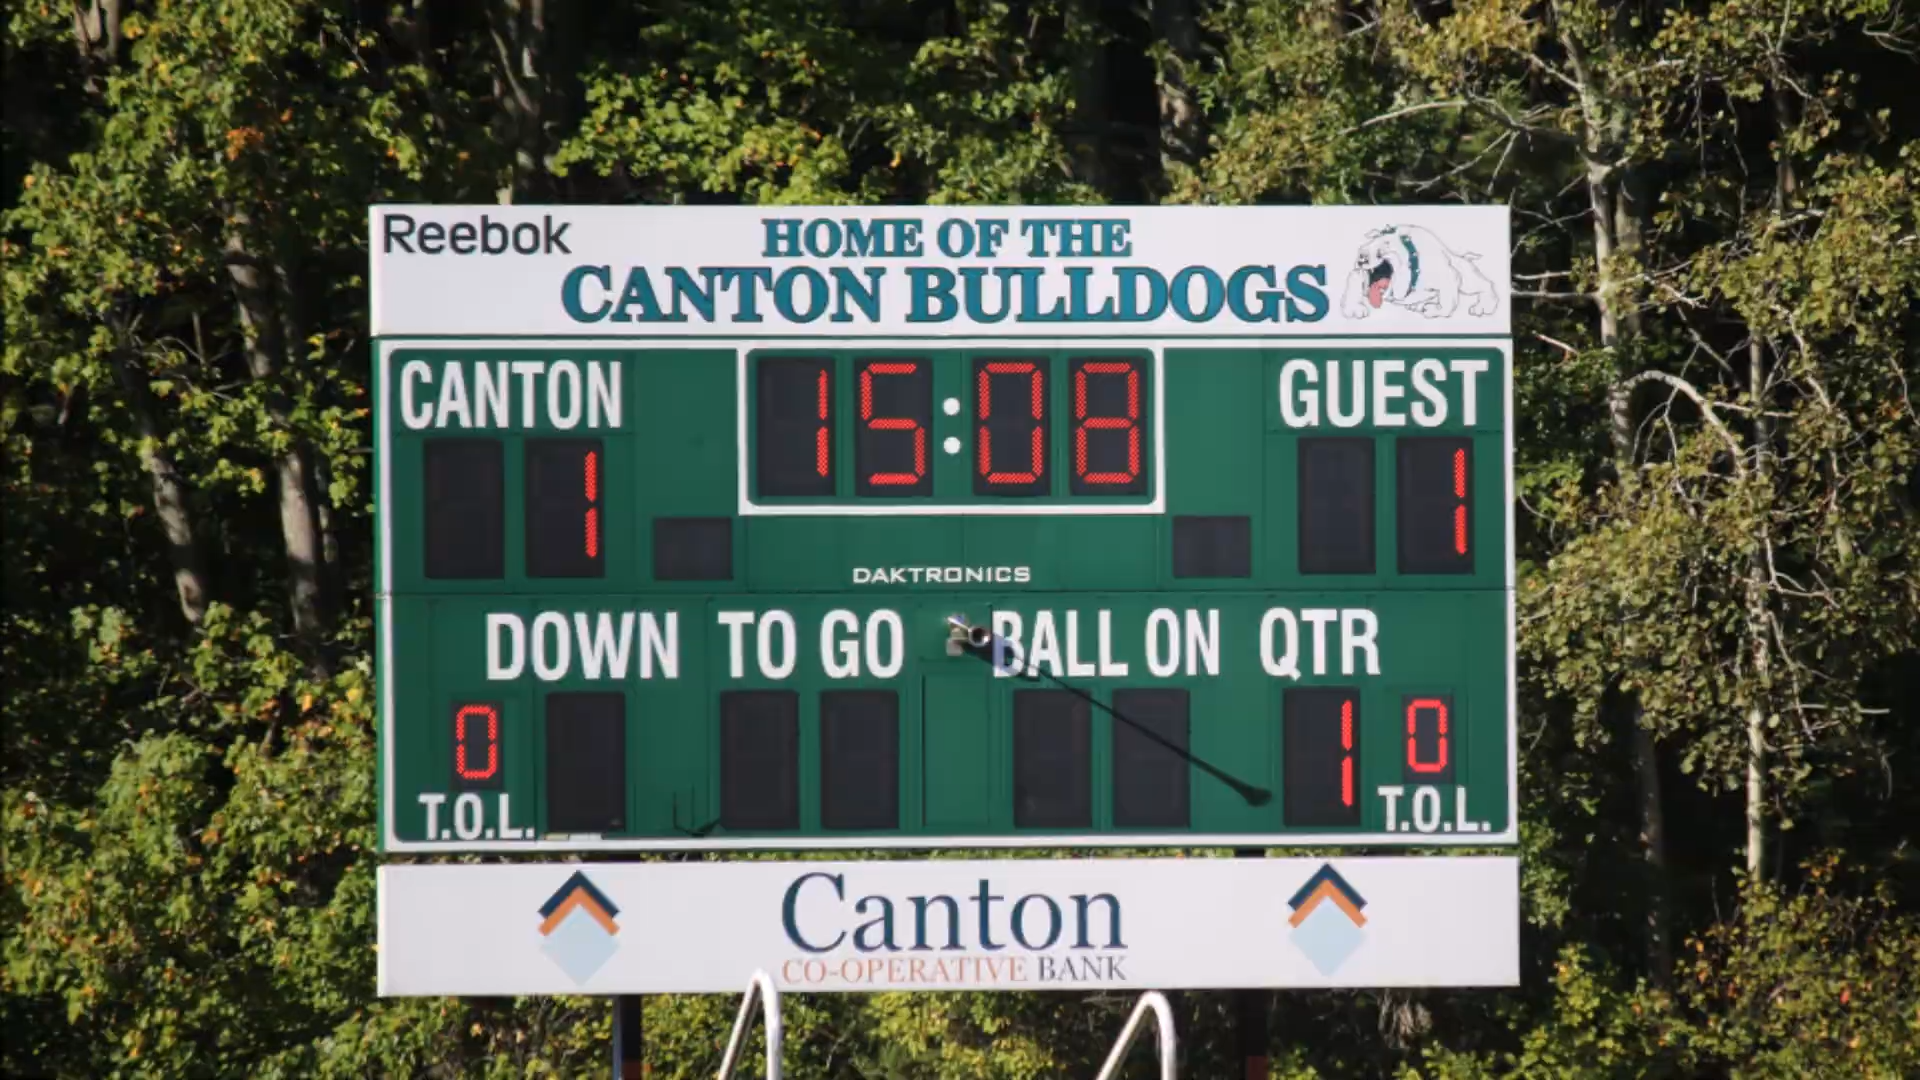 Reebok
HOME OF THE
CANTON BULLDOGS
CANTON
15:08
GUEST
1
1
DAKTRONICS
DOWN TO GO BALL ON QTR
0
1
0
T.O.L.
T.O.L.
Canton
CO-OPERATIVE BANK